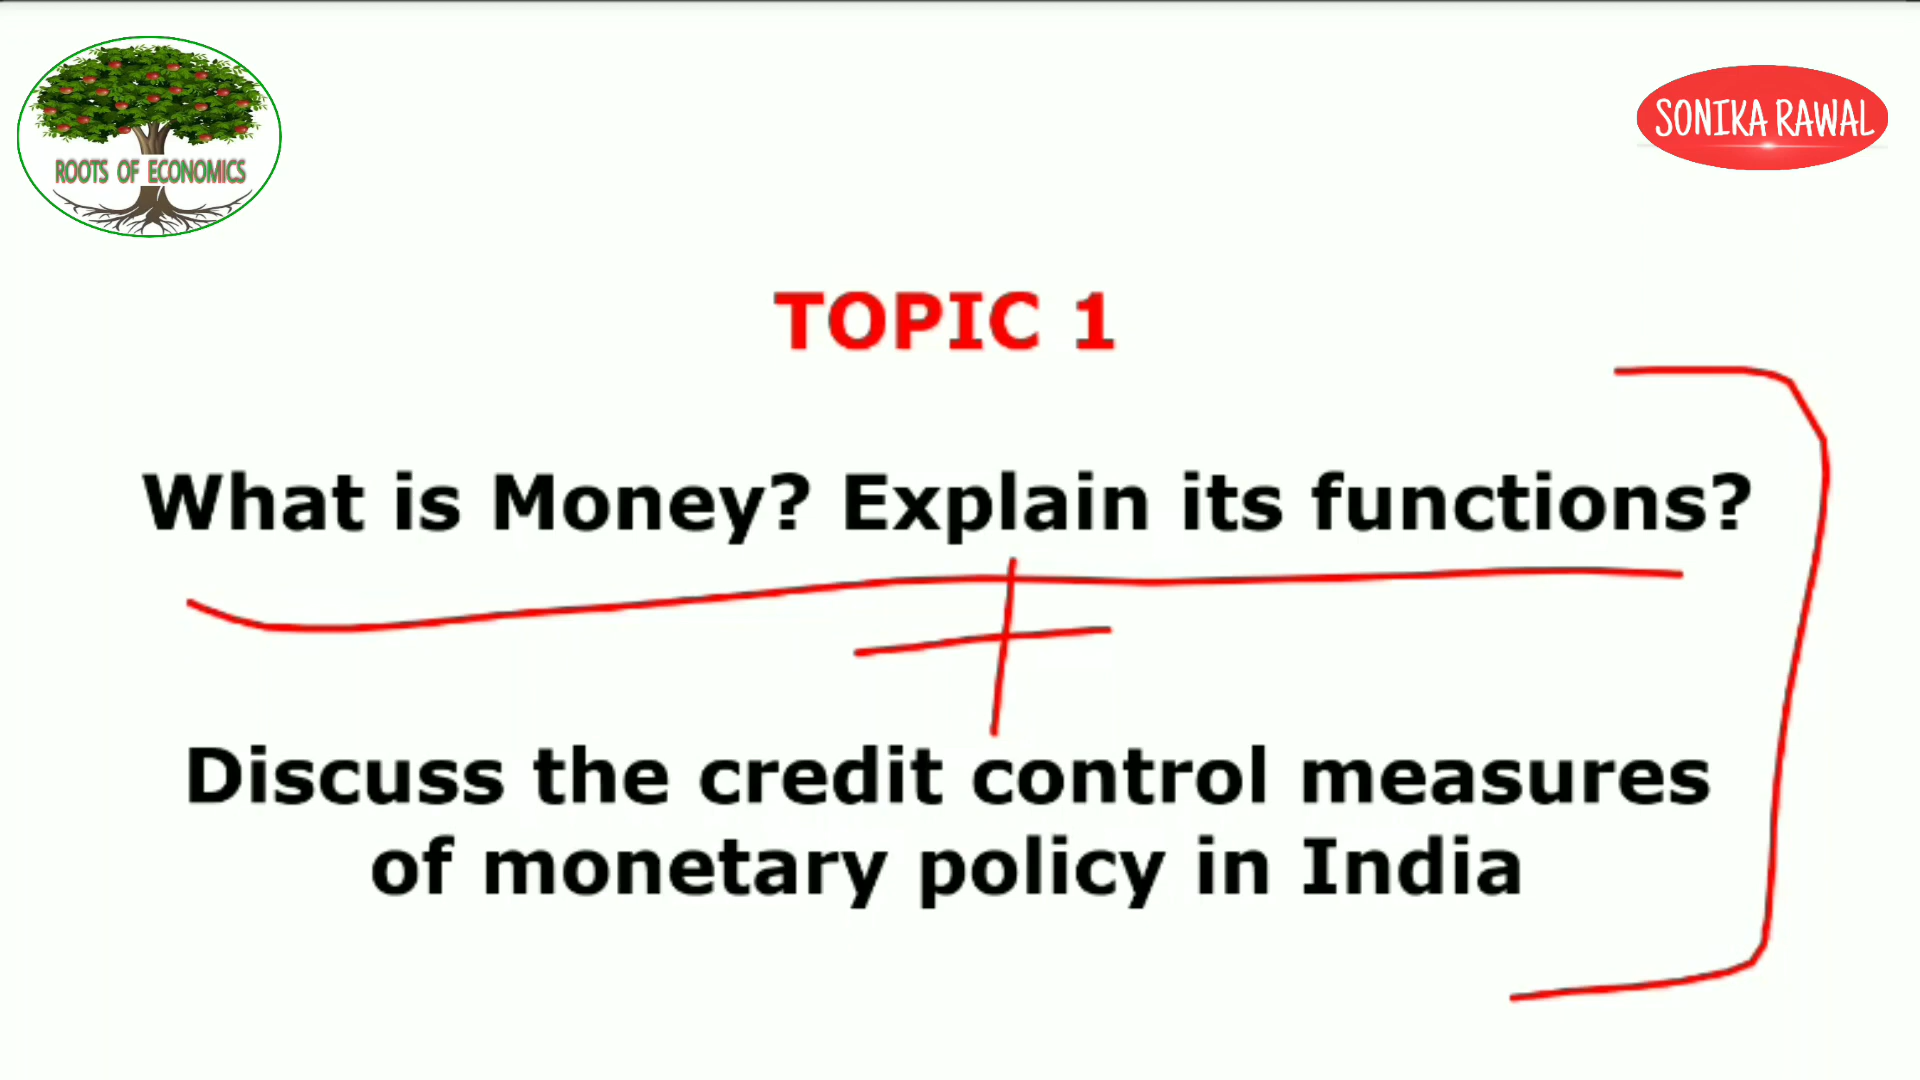 ROOTS OF ECONOMICS
SONIKA RAWAL
TOPIC 1
What is Money? Explain its functions?
Discuss the credit control measures
of monetary policy in India